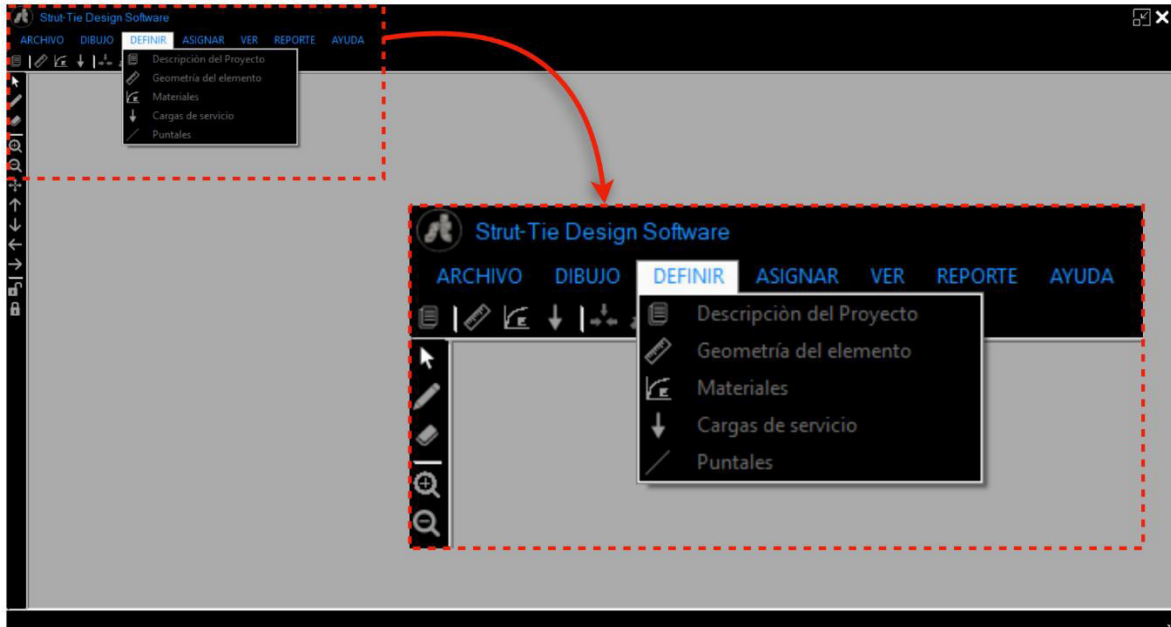 Strut-Tie Design Software
ARCHIVO DIBUJO DEFINIR ASIGNAR VER REPORTE AYUDA
Descripciòn del Proyecto
Geometría del elemento
Materiales
Cargas de servicio
Puntales
st Strut-Tie Design Software
ARCHIVO DIBUJO DEFINIR ASIGNAR VER REPORTE AYUDA
E
Descripciòn del Proyecto
Geometría del elemento
E Materiales
Cargas de servicio
Puntales